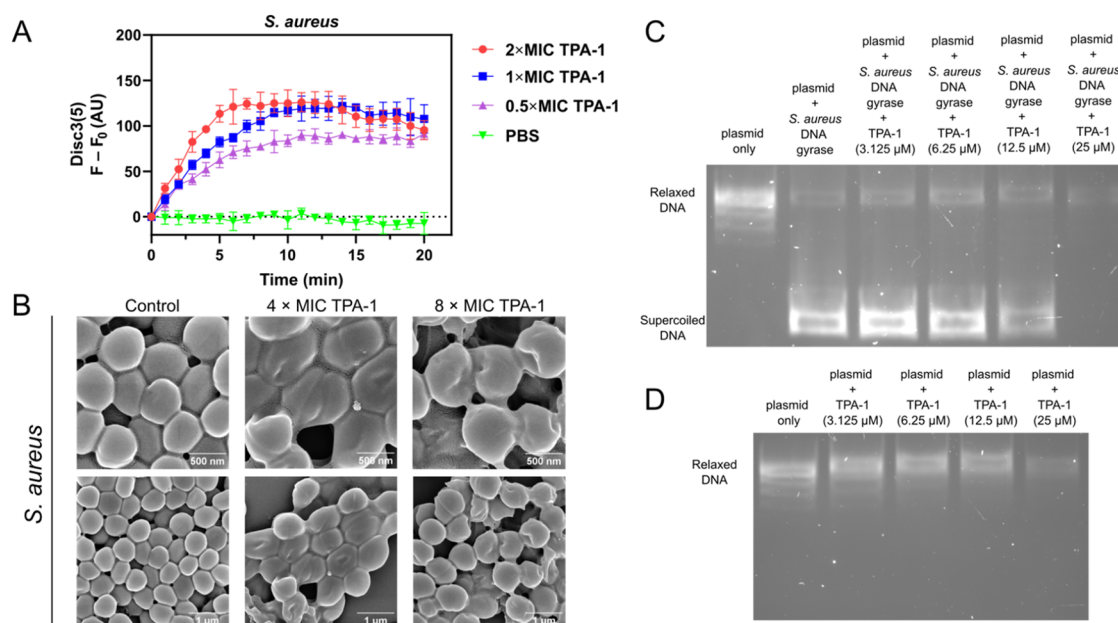 A
S. aureus
200
150
100
50
0
Disc3(5)
F – F0 (AU)
0
5
10
15
20
Time (min)
2×MIC TPA-1
1×MIC TPA-1
0.5×MIC TPA-1
PBS
B
Control
4 × MIC TPA-1
8 × MIC TPA-1
S. aureus
500 nm
500 nm
500 nm
1 µm
1 µm
1 µm
C
plasmid
only
plasmid
+
S. aureus
DNA
gyrase
plasmid
+
S. aureus
DNA
gyrase
+
TPA-1
(3.125 µM)
plasmid
+
S. aureus
DNA
gyrase
+
TPA-1
(6.25 µM)
plasmid
+
S. aureus
DNA
gyrase
+
TPA-1
(12.5 µM)
plasmid
+
S. aureus
DNA
gyrase
+
TPA-1
(25 µM)
Relaxed
DNA
Supercoiled
DNA
D
plasmid
only
plasmid
+
TPA-1
(3.125 µM)
plasmid
+
TPA-1
(6.25 µM)
plasmid
+
TPA-1
(12.5 µM)
plasmid
+
TPA-1
(25 µM)
Relaxed
DNA